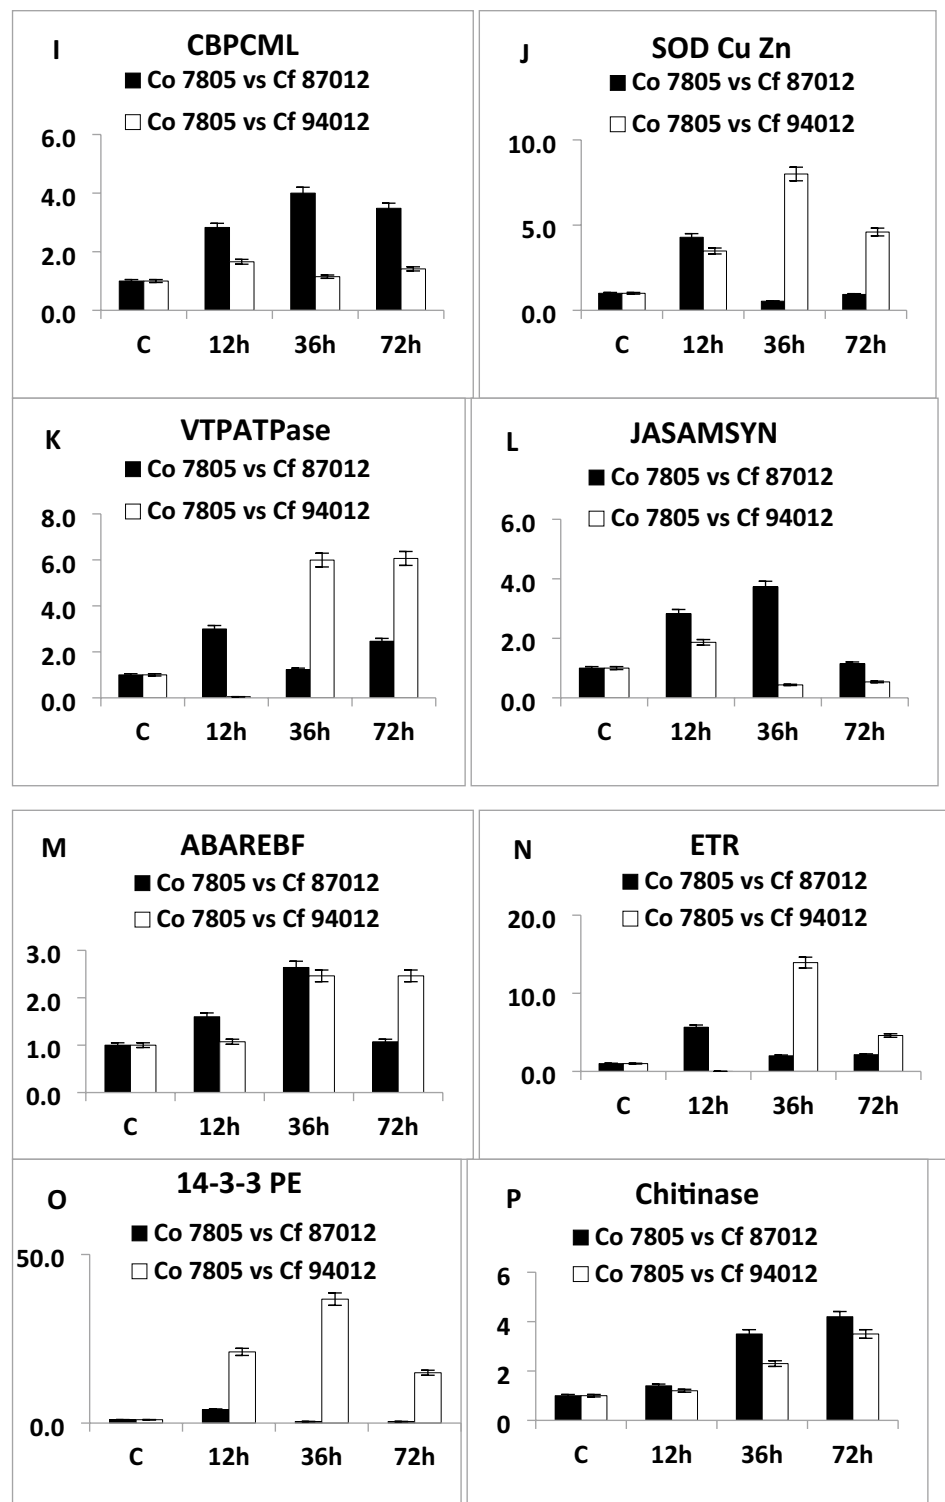 I
CBPCML
Co 7805 vs Cf 87012
Co 7805 vs Cf 94012
6.0
4.0
2.0
0.0
C 12h 36h 72h
J
SOD Cu Zn
Co 7805 vs Cf 87012
Co 7805 vs Cf 94012
10.0
5.0
0.0
C 12h 36h 72h
K
VTPATPase
Co 7805 vs Cf 87012
Co 7805 vs Cf 94012
8.0
6.0
4.0
2.0
0.0
C 12h 36h 72h
L
JASAMSYN
Co 7805 vs Cf 87012
Co 7805 vs Cf 94012
6.0
4.0
2.0
0.0
C 12h 36h 72h
M
ABAREBF
Co 7805 vs Cf 87012
Co 7805 vs Cf 94012
3.0
2.0
1.0
0.0
C 12h 36h 72h
N
ETR
Co 7805 vs Cf 87012
Co 7805 vs Cf 94012
20.0
10.0
0.0
C 12h 36h 72h
O
14-3-3 PE
Co 7805 vs Cf 87012
Co 7805 vs Cf 94012
50.0
0.0
C 12h 36h 72h
P
Chitinase
Co 7805 vs Cf 87012
Co 7805 vs Cf 94012
6
4
2
0
C 12h 36h 72h